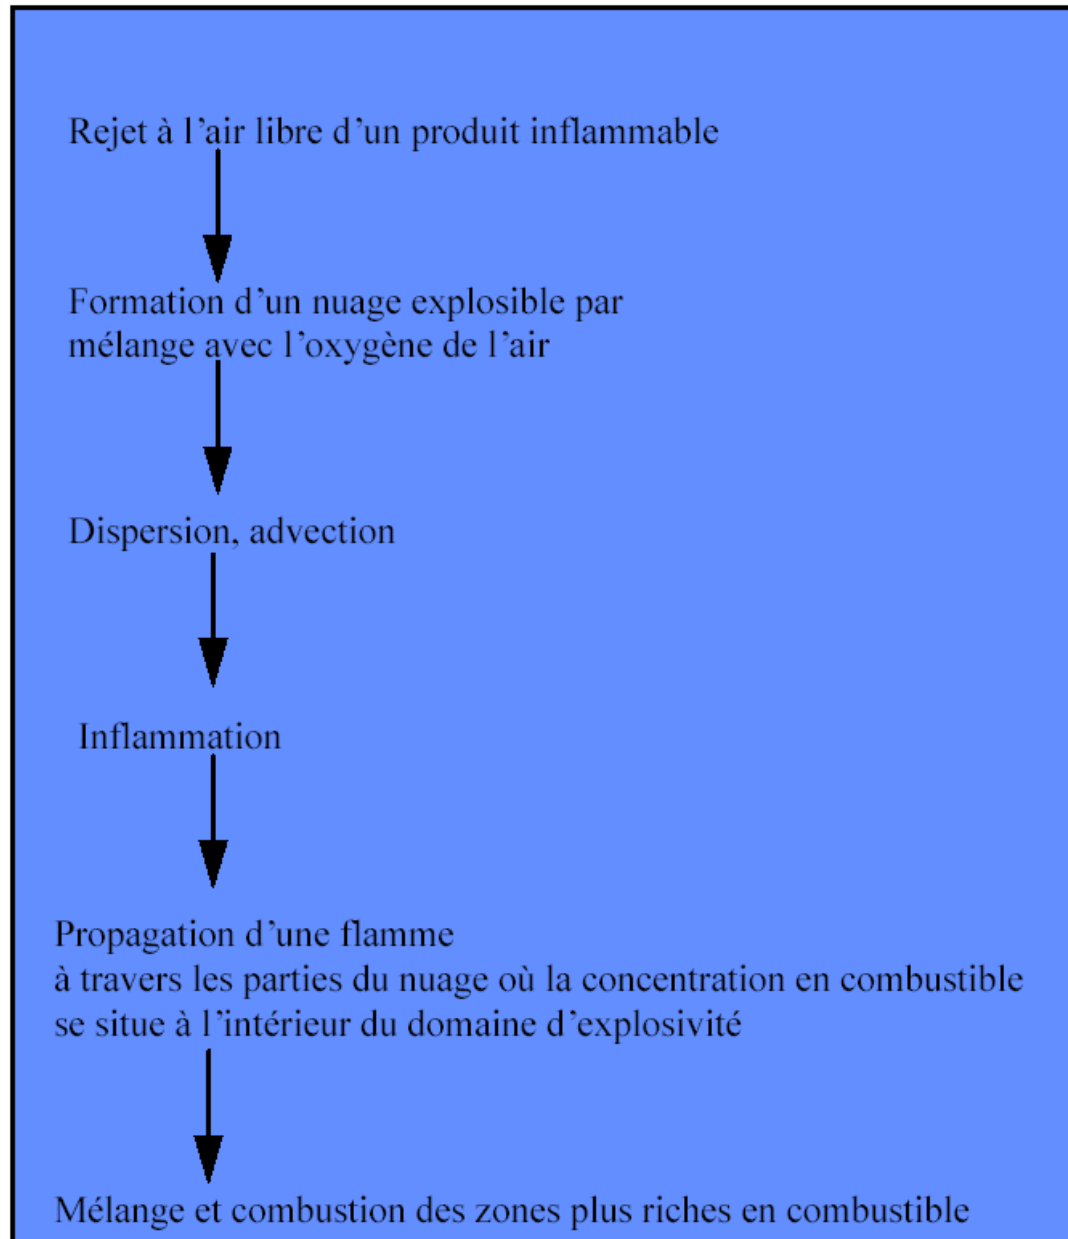 Rejet à l’air libre d’un produit inflammable
Formation d’un nuage explosible par
mélange avec l’oxygène de l’air
Dispersion, advection
Inflammation
Propagation d’une flamme
à travers les parties du nuage où la concentration en combustible
se situe à l’intérieur du domaine d’explosivité
Mélange et combustion des zones plus riches en combustible